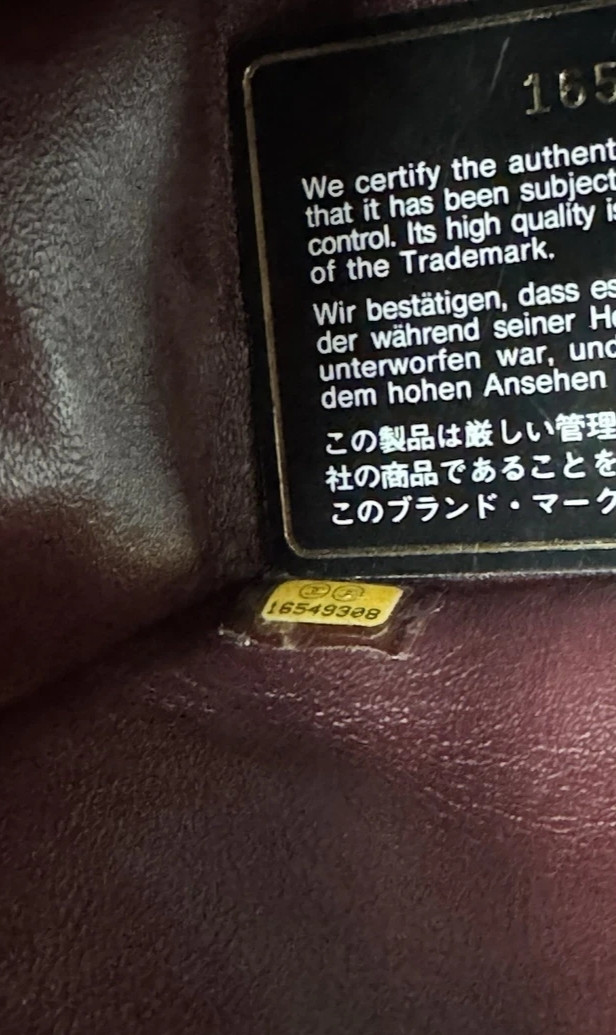 165
We certify the authent
that it has been subject
control. Its high quality is
of the Trademark.
Wir bestätigen, dass es
der während seiner He
unterworfen war, und
dem hohen Ansehen
この製品は厳しい管理
社の商品であることを
このブランド・マーク
16549308